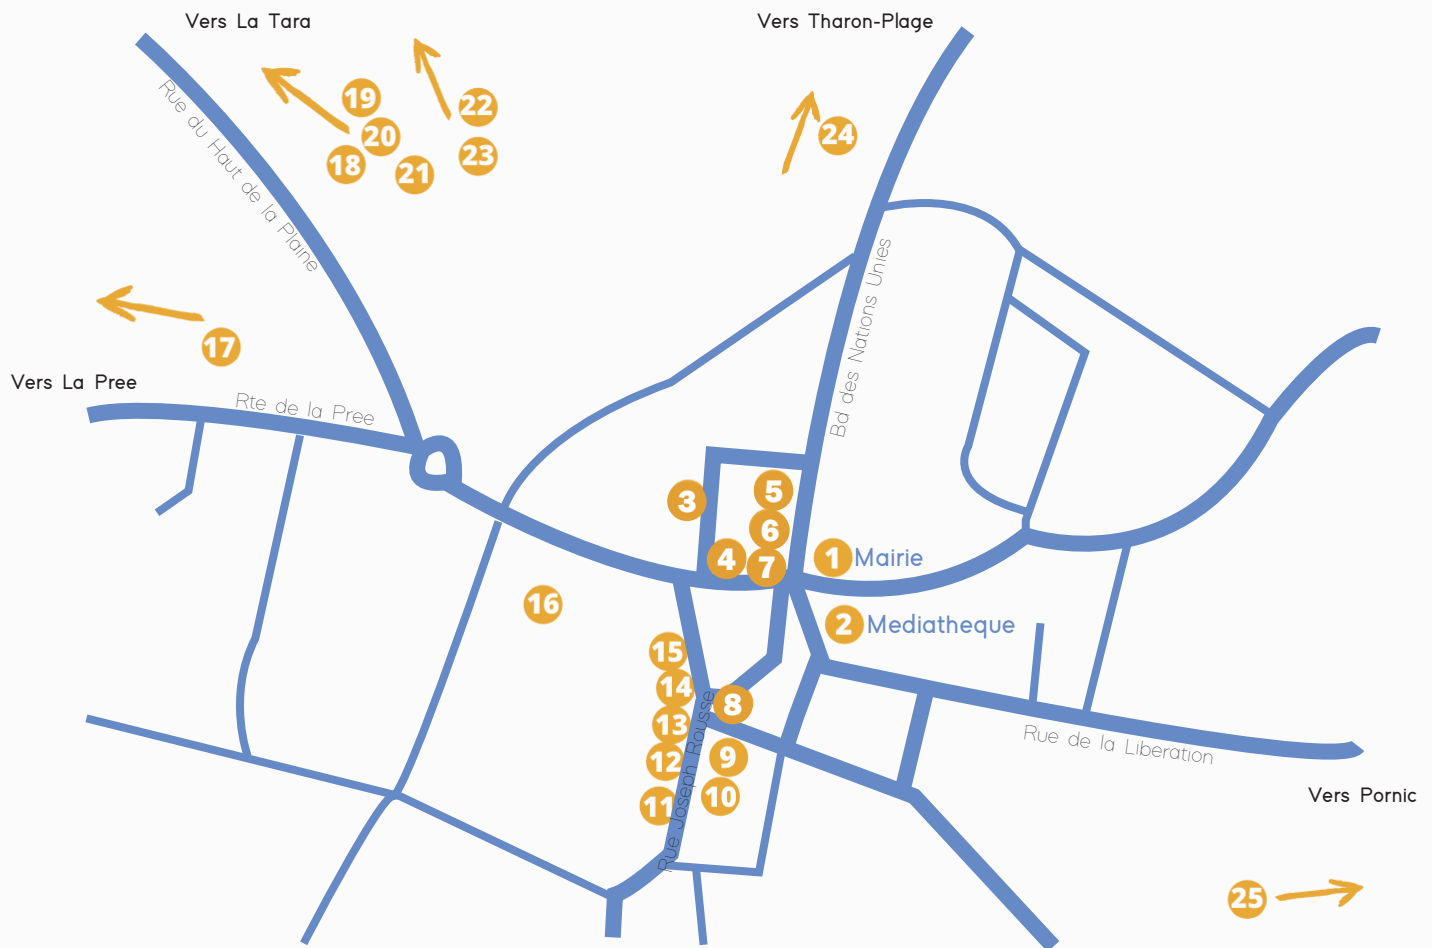 Vers La Tara
Vers Tharon-Plage
Rue du Haut de la Plaine
19
22
20
24
18
21
23
Bd des Nations Unies
17
Vers La Pree
Rte de la Pree
3
5
6
4
7
1 Mairie
16
2 Mediatheque
15
14
8
13
Rue Joseph Rousse
9
12
10
11
Rue de la Liberation
Vers Pornic
25